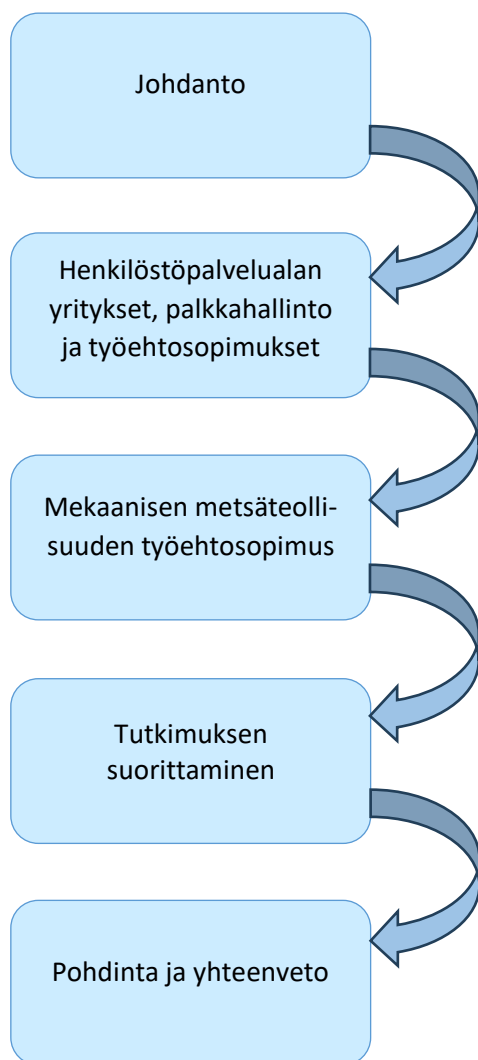 Johdanto
Henkilöstöpalvelualan
yritykset, palkkahallinto
ja työehtosopimukset
Mekaanisen metsäteolli-
suuden työehtosopimus
Tutkimuksen
suorittaminen
Pohdinta ja yhteenveto